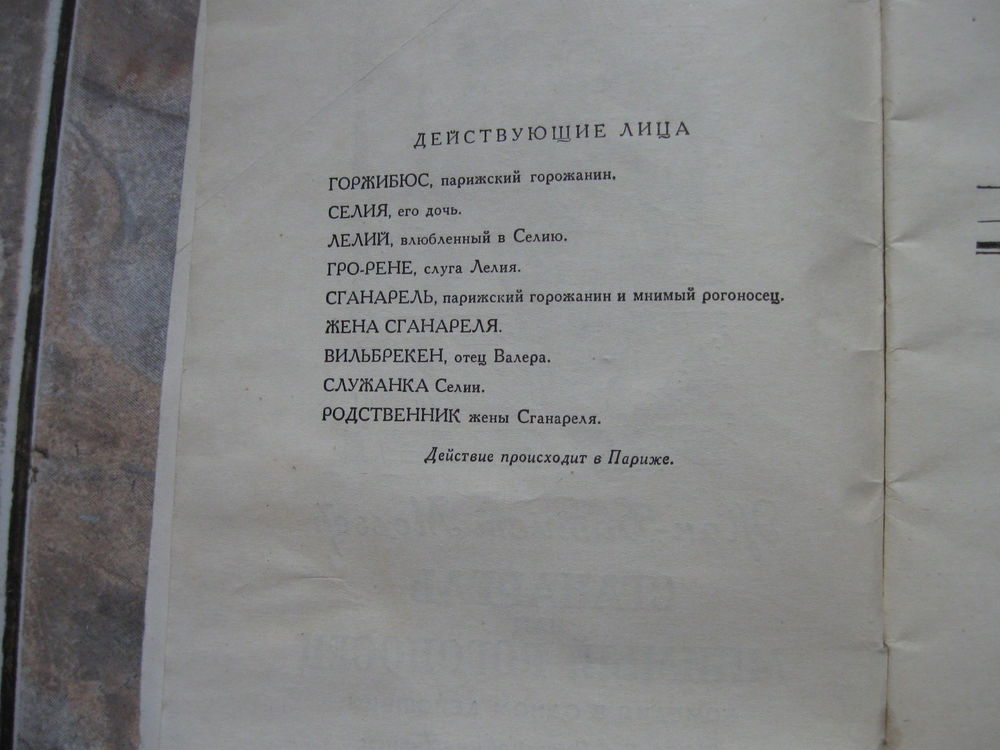 ДЕЙСТВУЮЩИЕ ЛИЦА
ГОРЖИБЮС, парижский горожанин.
СЕЛИЯ, его дочь.
ЛЕЛИЙ, влюбленный в Селию.
ГРО-РЕНЕ, слуга Лелия.
СГАНАРЕЛЬ, парижский горожанин и мнимый рогоносец.
ЖЕНА СГАНАРЕЛЯ.
ВИЛЬБРЕКЕН, отец Валера.
СЛУЖАНКА Селии.
РОДСТВЕННИК жены Сганареля.
Действие происходит в Париже.